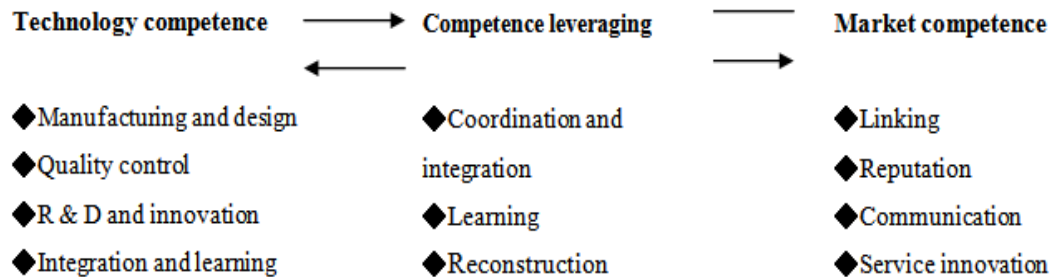 Technology competence
Competence leveraging
Market competence
◆Manufacturing and design
◆Quality control
◆R & D and innovation
◆Integration and learning
◆Coordination and
integration
◆Learning
◆Reconstruction
◆Linking
◆Reputation
◆Communication
◆Service innovation